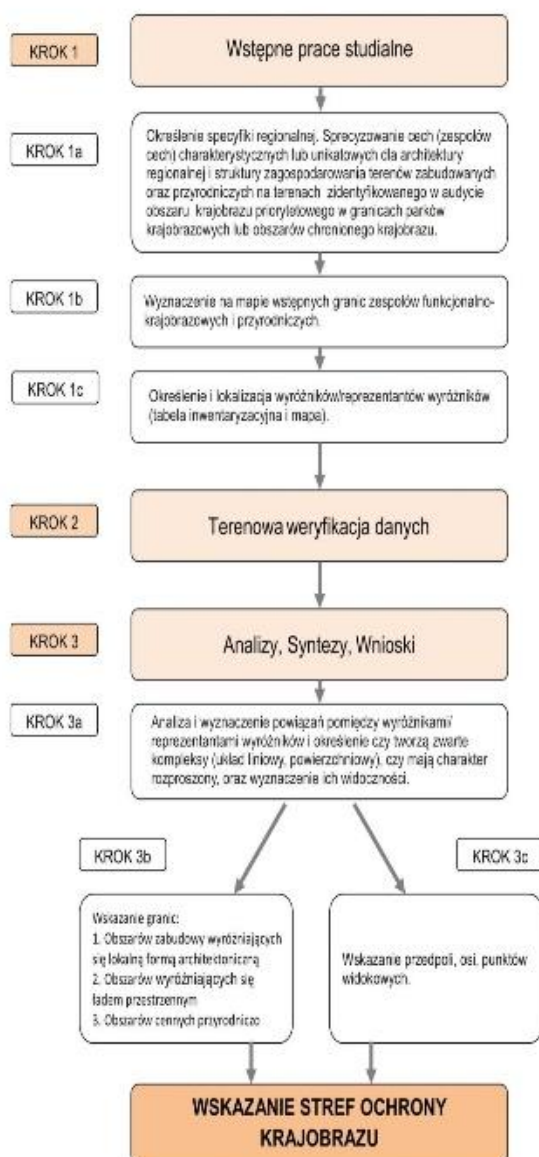 KROK 1
Wstępne prace studialne
KROK 1a
Określenie specyfiki regionalnej. Sprecyzowanie cech (zespołów
cech) charakterystycznych lub unikatowych dla architektury
regionalnej i struktury zagospodarowania terenów zabudowanych
oraz przyrodniczych na terenach zidentyfikowanego w audycie
obszaru krajobrazu priorytetowego w granicach parków
krajobrazowych lub obszarów chronionego krajobrazu.
KROK 1b
Wyznaczenie na mapie wstępnych granic zespołów funkcjonalno-
krajobrazowych i przyrodniczych.
KROK 1c
Określenie i lokalizacja wyróżników/reprezentantów wyróżników
(tabela inwentaryzacyjna i mapa).
KROK 2
Terenowa weryfikacja danych
KROK 3
Analizy, Syntezy, Wnioski
KROK 3a
Analiza i wyznaczenie powiązań pomiędzy wyróżnikami/
reprezentantami wyróżników i określenie czy tworzą zwarte
kompleksy (układ liniowy, powierzchniowy), czy mają charakter
rozproszony, oraz wyznaczenie ich widoczności.
KROK 3b
KROK 3c
Wskazanie granic:
1. Obszarów zabudowy wyróżniających
się lokalną formą architektoniczną
2. Obszarów wyróżniających się
ładem przestrzennym
3. Obszarów cennych przyrodniczo
Wskazanie przedpoli, osi, punktów
widokowych.
WSKAZANIE STREF OCHRONY
KRAJOBRAZU